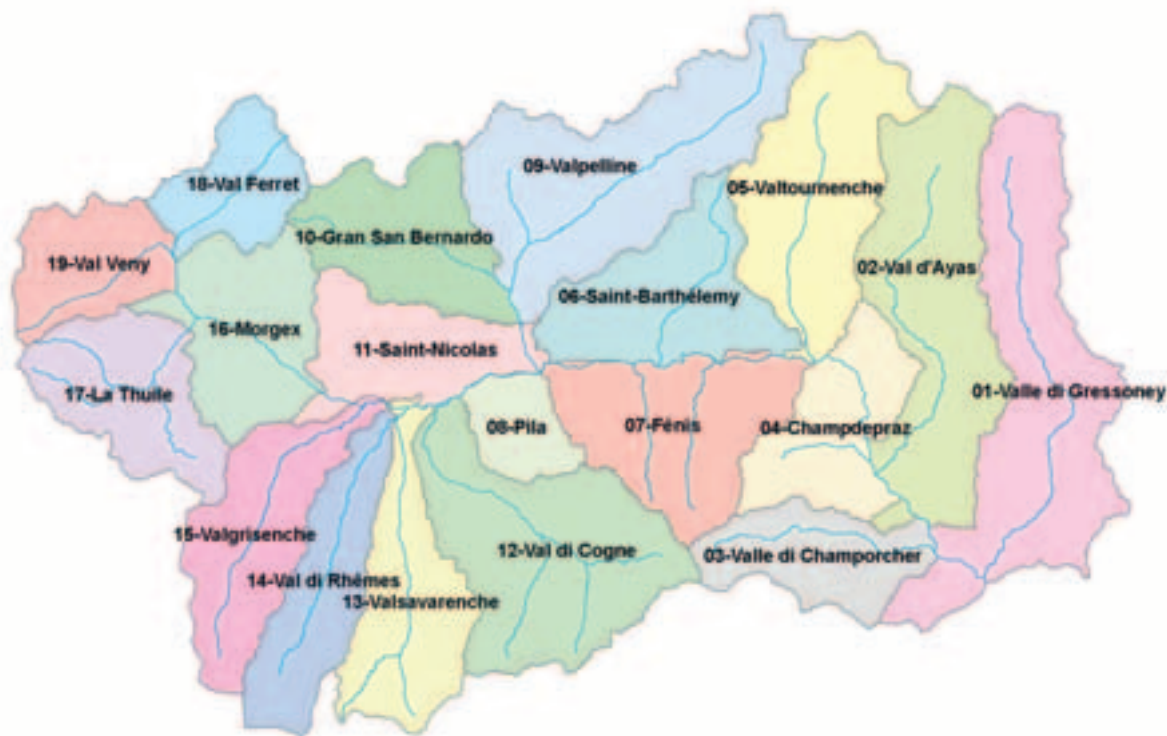 09-Valpelline
18-Val Ferret
05-Valtournenche
10-Gran San Bernardo
19-Val Veny
02-Val d'Ayas
06-Saint-Barthélemy
16-Morgex
11-Saint-Nicolas
17-La Thuile
01-Valle di Gressoney
08-Pila
07-Fénis
04-Champdepraz
15-Valgrisenche
12-Val di Cogne
03-Valle di Champorcher
14-Val di Rhêmes
13-Valsavarenche